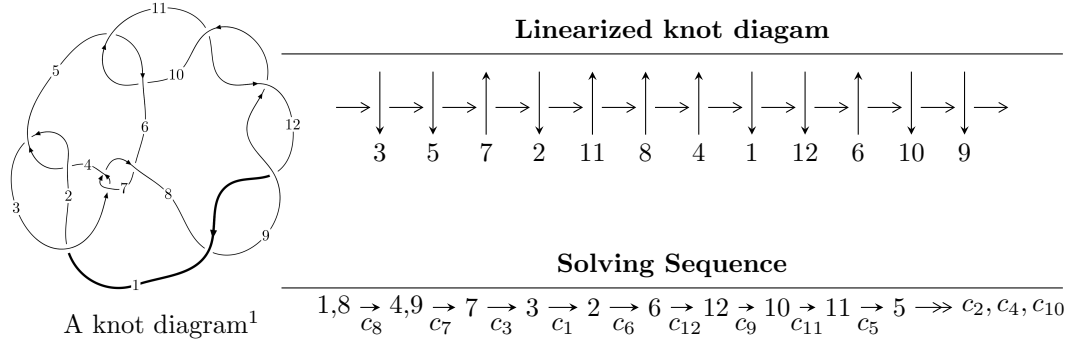 11
5
10
12
6
4
7
2
8
3
9
1
A knot diagram¹
Linearized knot diagam
3 5 7 2 11 8 4 1 12 6 10 9
Solving Sequence
1,8 → 4,9 → 7 → 3 → 2 → 6 → 12 → 10 → 11 → 5 ↠ c₂, c₄, c₁₀
c₈ c₇ c₃ c₁ c₆ c₁₂ c₉ c₁₁ c₅